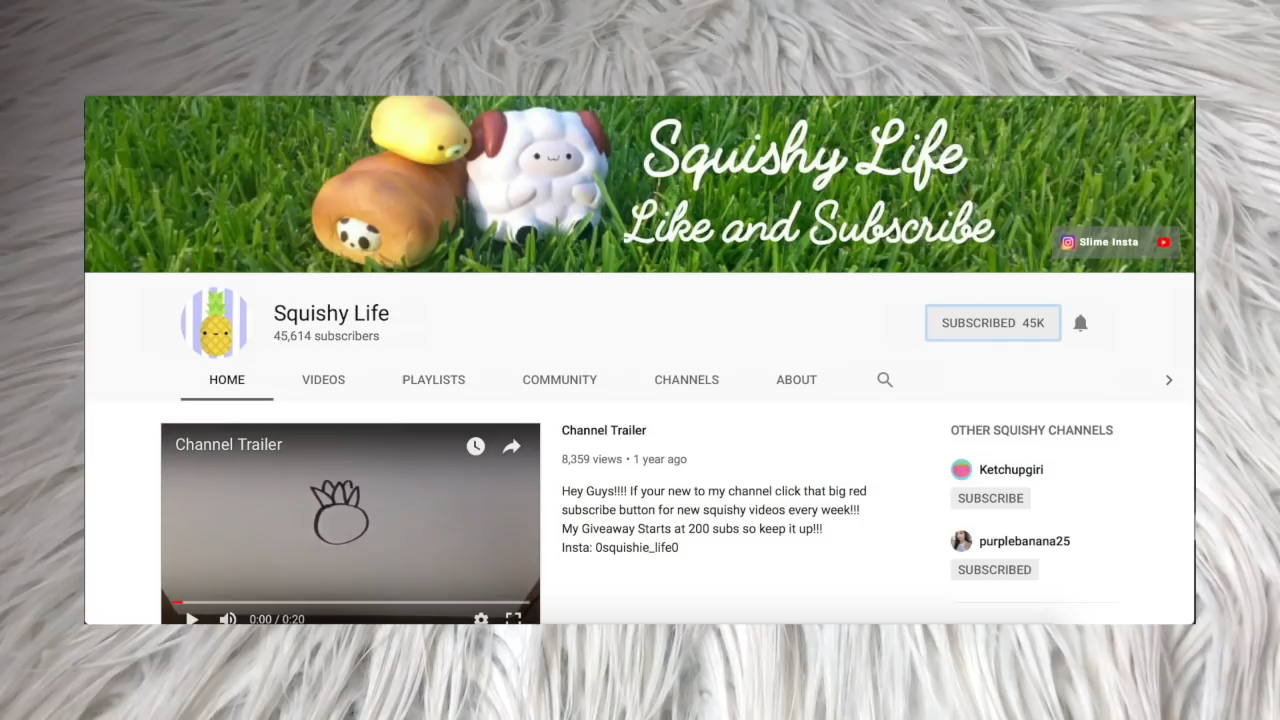 Squishy Life
Like and Subscribe
Slime Insta
Squishy Life
45,614 subscribers
SUBSCRIBED 45K
HOME VIDEOS PLAYLISTS COMMUNITY CHANNELS ABOUT
Channel Trailer
0:00 / 0:20
Channel Trailer
8,359 views • 1 year ago
Hey Guys!!!! If your new to my channel click that big red
subscribe button for new squishy videos every week!!!
My Giveaway Starts at 200 subs so keep it up!!!
Insta: 0squishie_life0
OTHER SQUISHY CHANNELS
Ketchupgiri
SUBSCRIBE
purplebanana25
SUBSCRIBED